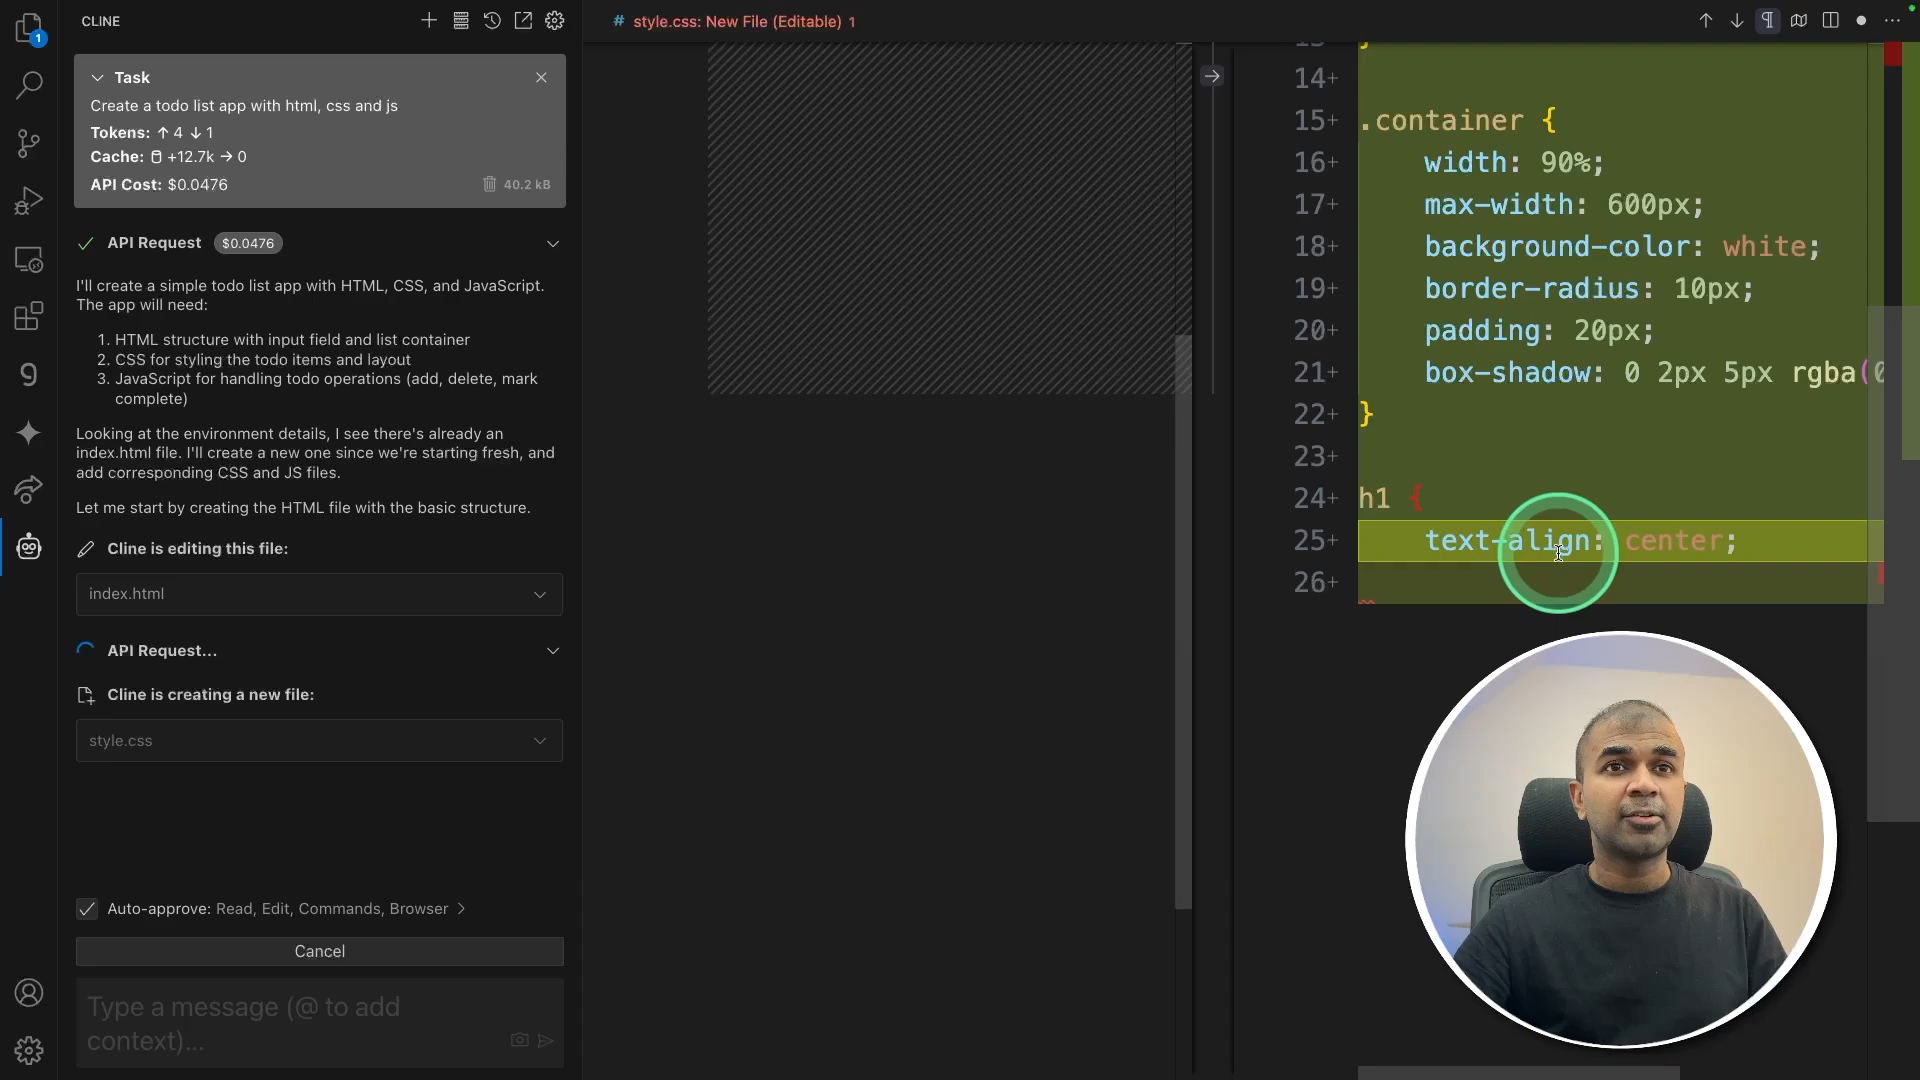 CLINE
Task
Create a todo list app with html, css and js
Tokens: ↑ 4 ↓ 1
Cache: +12.7k → 0
API Cost: $0.0476
40.2 kB
API Request $0.0476
I'll create a simple todo list app with HTML, CSS, and JavaScript.
The app will need:
1. HTML structure with input field and list container
2. CSS for styling the todo items and layout
3. JavaScript for handling todo operations (add, delete, mark
complete)
Looking at the environment details, I see there's already an
index.html file. I'll create a new one since we're starting fresh, and
add corresponding CSS and JS files.
Let me start by creating the HTML file with the basic structure.
Cline is editing this file:
index.html
API Request...
Cline is creating a new file:
style.css
Auto-approve: Read, Edit, Commands, Browser
Cancel
Type a message (@ to add
context)...
1
# style.css: New File (Editable) 1
14+
15+ .container {
16+ width: 90%;
17+ max-width: 600px;
18+ background-color: white;
19+ border-radius: 10px;
20+ padding: 20px;
21+ box-shadow: 0 2px 5px rgba(0
22+ }
23+
24+ h1 {
25+ text-align: center;
26+